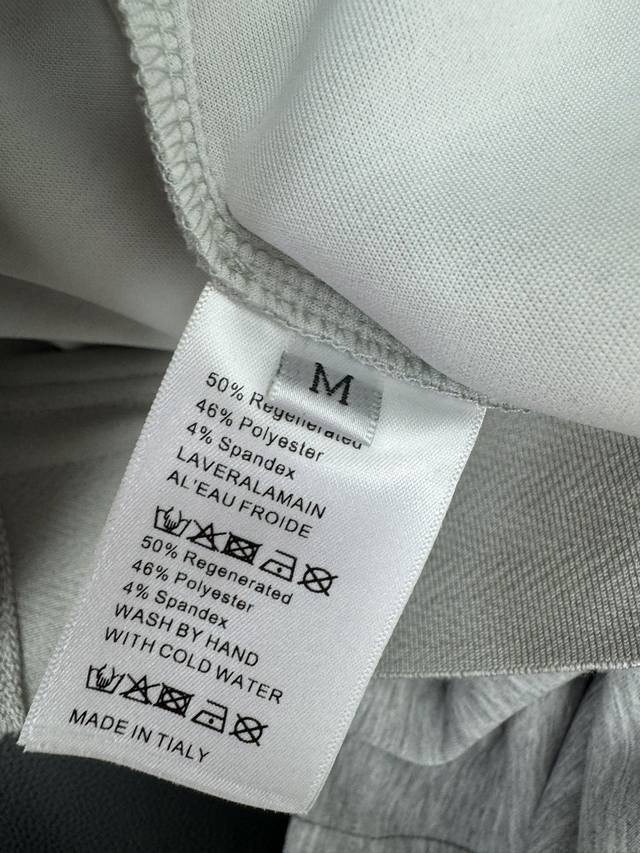 M
50% Regenerated
46% Polyester
4% Spandex
LAVERALAMAIN
AL'EAU FROIDE
50% Regenerated
46% Polyester
4% Spandex
WASH BY HAND
WITH COLD WATER
MADE IN TIALY